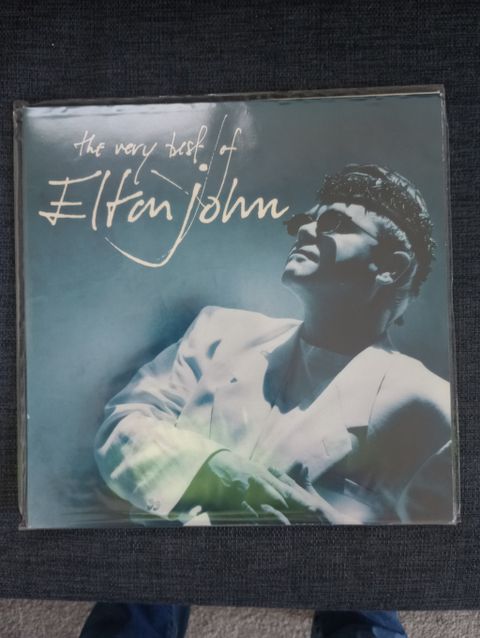 the very best of
Elton john